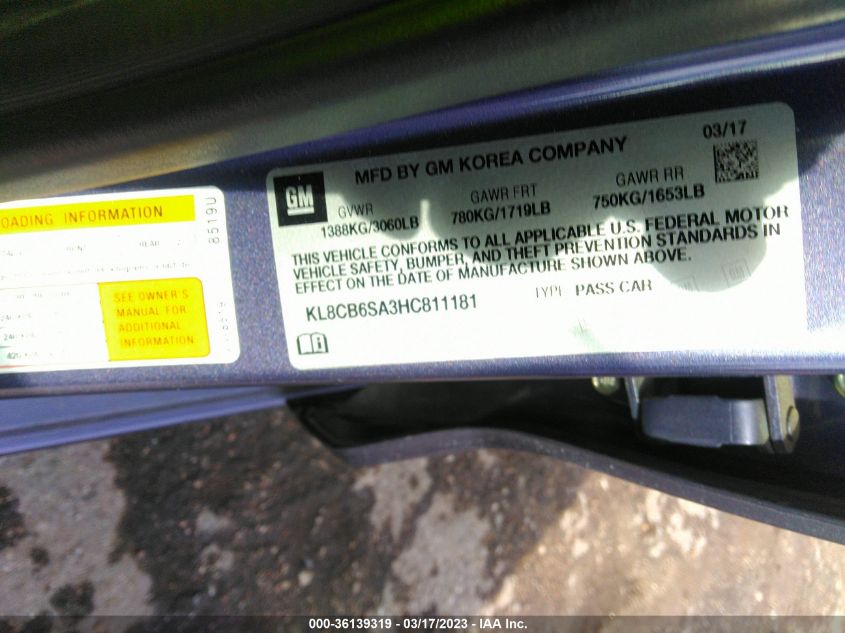 GM
MFD BY GM KOREA COMPANY
03/17
GVWR
1388KG/3060LB
GAWR FRT
780KG/1719LB
GAWR RR
750KG/1653LB
THIS VEHICLE CONFORMS TO ALL APPLICABLE U.S. FEDERAL MOTOR
VEHICLE SAFETY, BUMPER, AND THEFT PREVENTION STANDARDS IN
EFFECT ON THE DATE OF MANUFACTURE SHOWN ABOVE.
KL8CB6SA3HC811181
TYPE PASS CAR
OADING INFORMATION
8519U
REAR
SEE OWNER'S
MANUAL FOR
ADDITIONAL
INFORMATION
000-36139319 - 03/17/2023 - IAA Inc.